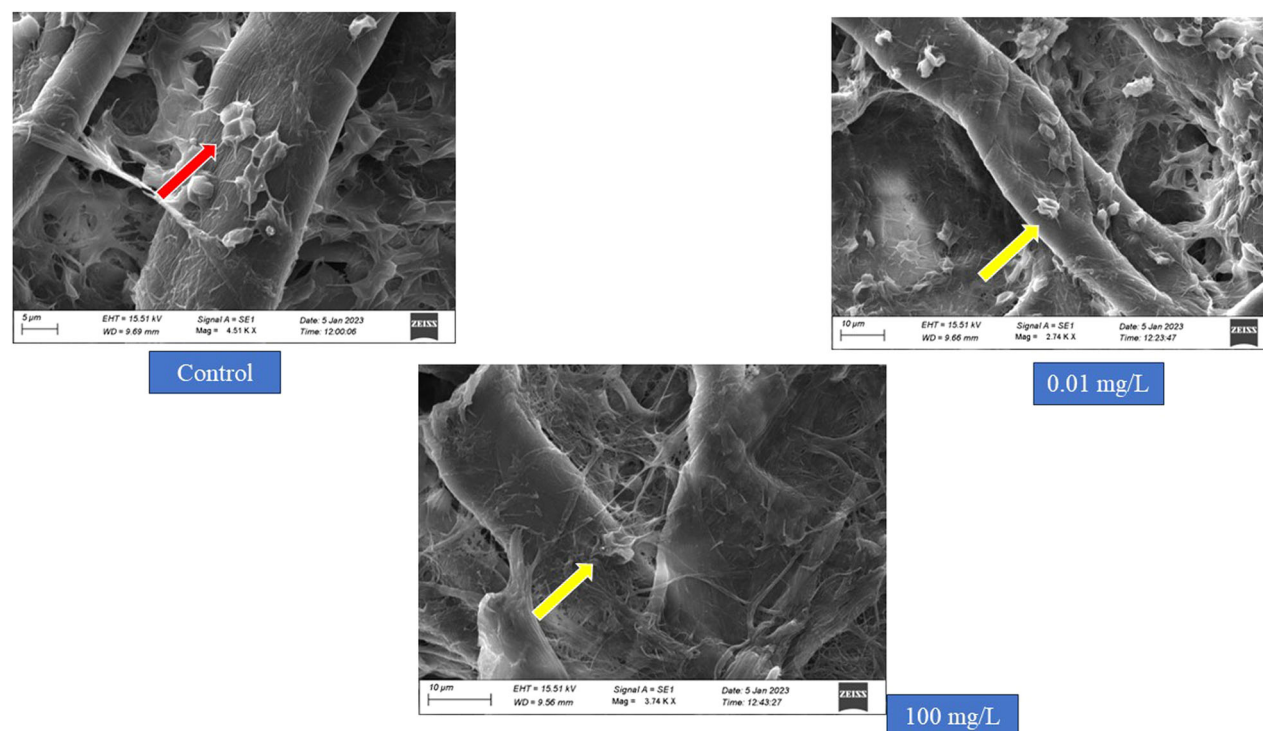 5 µm
EHT = 15.51 kV
Signal A = SE1
Date: 5 Jan 2023
WD = 9.69 mm
Mag = 4.51 K X
Time: 12:00:06
ZEISS
Control
10 µm
EHT = 15.51 kV
Signal A = SE1
Date: 5 Jan 2023
WD = 9.66 mm
Mag = 2.74 K X
Time: 12:23:47
ZEISS
0.01 mg/L
10 µm
EHT = 15.51 kV
Signal A = SE1
Date: 5 Jan 2023
WD = 9.56 mm
Mag = 3.74 K X
Time: 12:43:27
ZEISS
100 mg/L